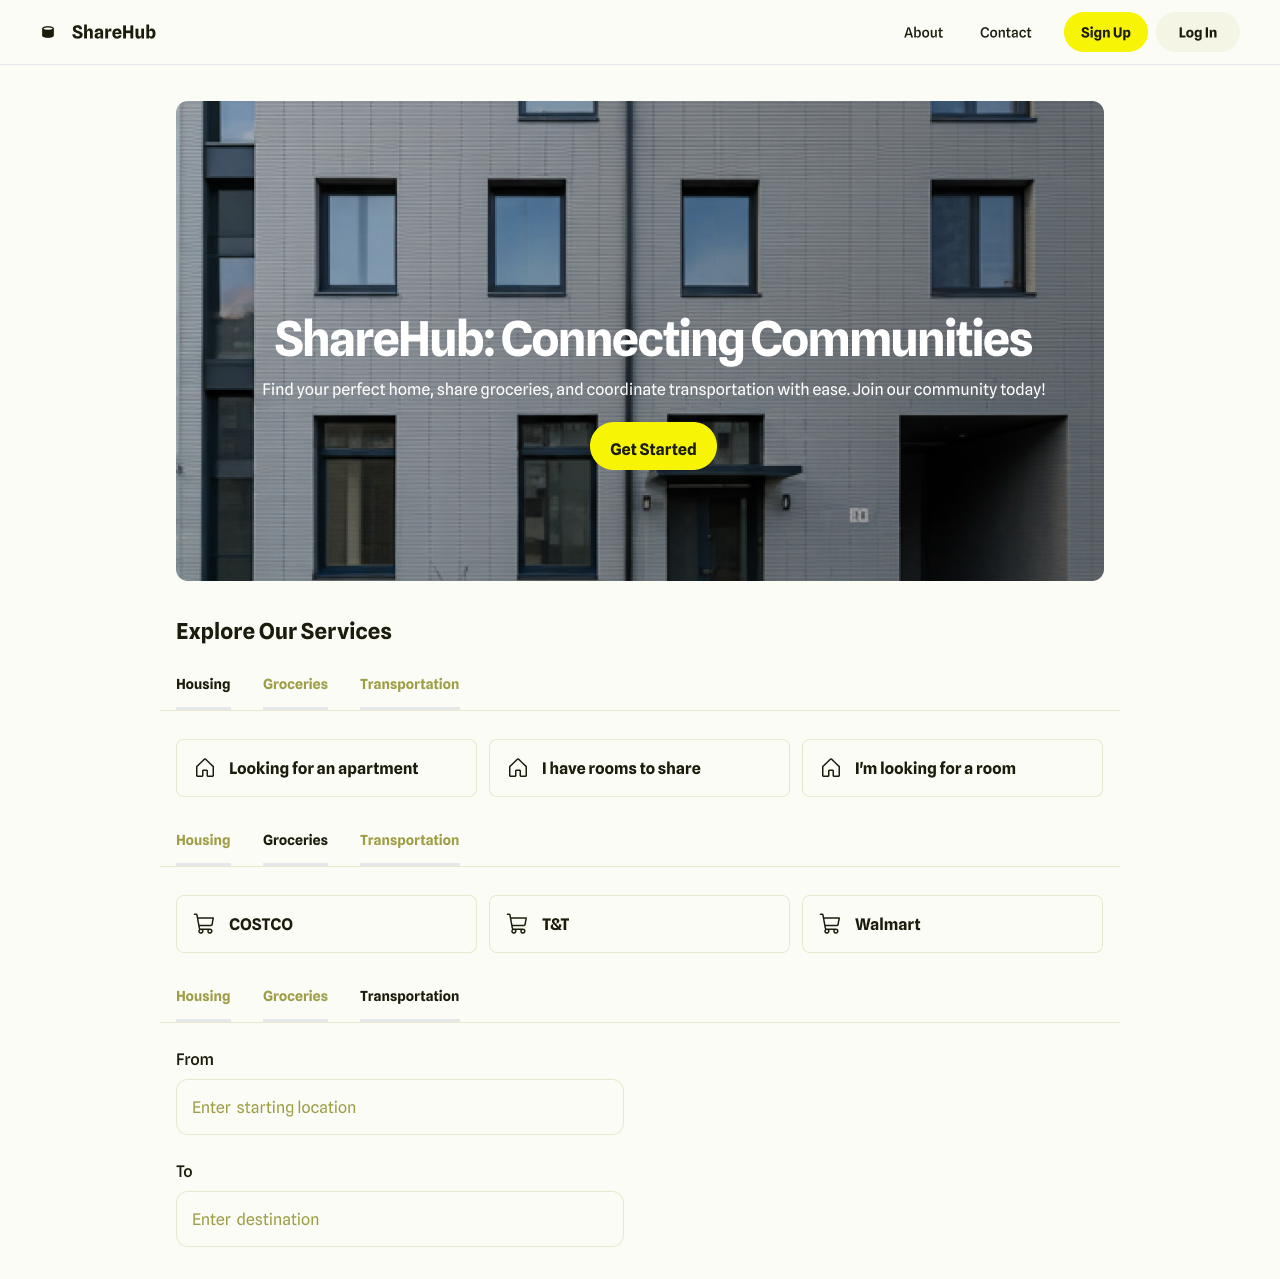 ShareHub
About
Contact
Sign Up
Log In
ShareHub: Connecting Communities
Find your perfect home, share groceries, and coordinate transportation with ease. Join our community today!
Get Started
Explore Our Services
Housing
Groceries
Transportation
Looking for an apartment
I have rooms to share
I'm looking for a room
Housing
Groceries
Transportation
COSTCO
T&T
Walmart
Housing
Groceries
Transportation
From
Enter starting location
To
Enter destination